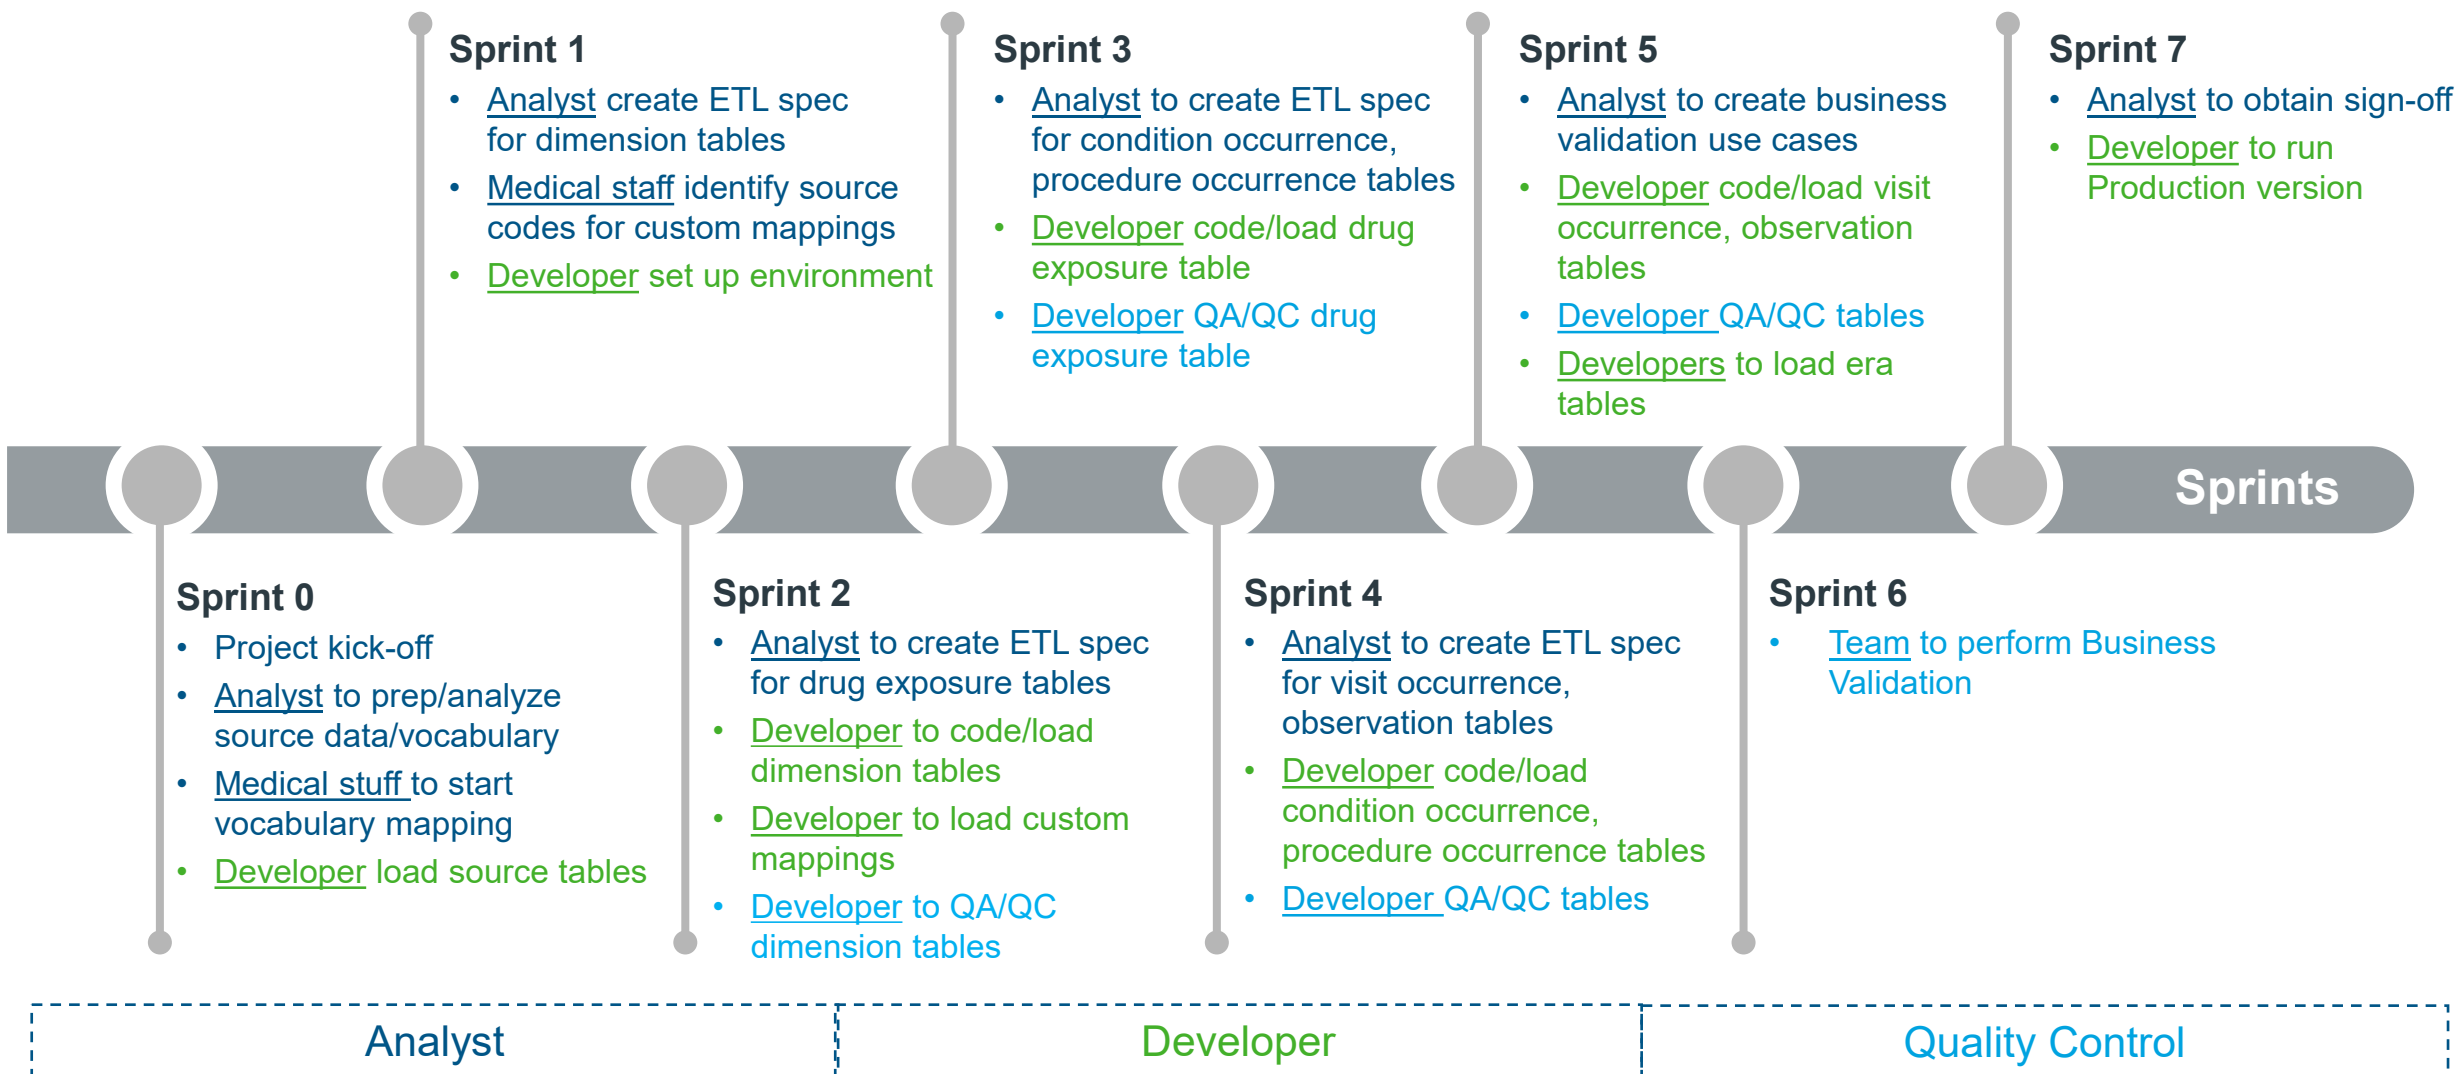 Sprint 1
• Analyst create ETL spec
for dimension tables
• Medical staff identify source
codes for custom mappings
• Developer set up environment
Sprint 3
• Analyst to create ETL spec
for condition occurrence,
procedure occurrence tables
• Developer code/load drug
exposure table
• Developer QA/QC drug
exposure table
Sprint 5
• Analyst to create business
validation use cases
• Developer code/load visit
occurrence, observation
tables
• Developer QA/QC tables
• Developers to load era
tables
Sprint 7
• Analyst to obtain sign-off
• Developer to run
Production version
Sprints
Sprint 0
• Project kick-off
• Analyst to prep/analyze
source data/vocabulary
• Medical stuff to start
vocabulary mapping
• Developer load source tables
Sprint 2
• Analyst to create ETL spec
for drug exposure tables
• Developer to code/load
dimension tables
• Developer to load custom
mappings
• Developer to QA/QC
dimension tables
Sprint 4
• Analyst to create ETL spec
for visit occurrence,
observation tables
• Developer code/load
condition occurrence,
procedure occurrence tables
• Developer QA/QC tables
Sprint 6
• Team to perform Business
Validation
Analyst
Developer
Quality Control